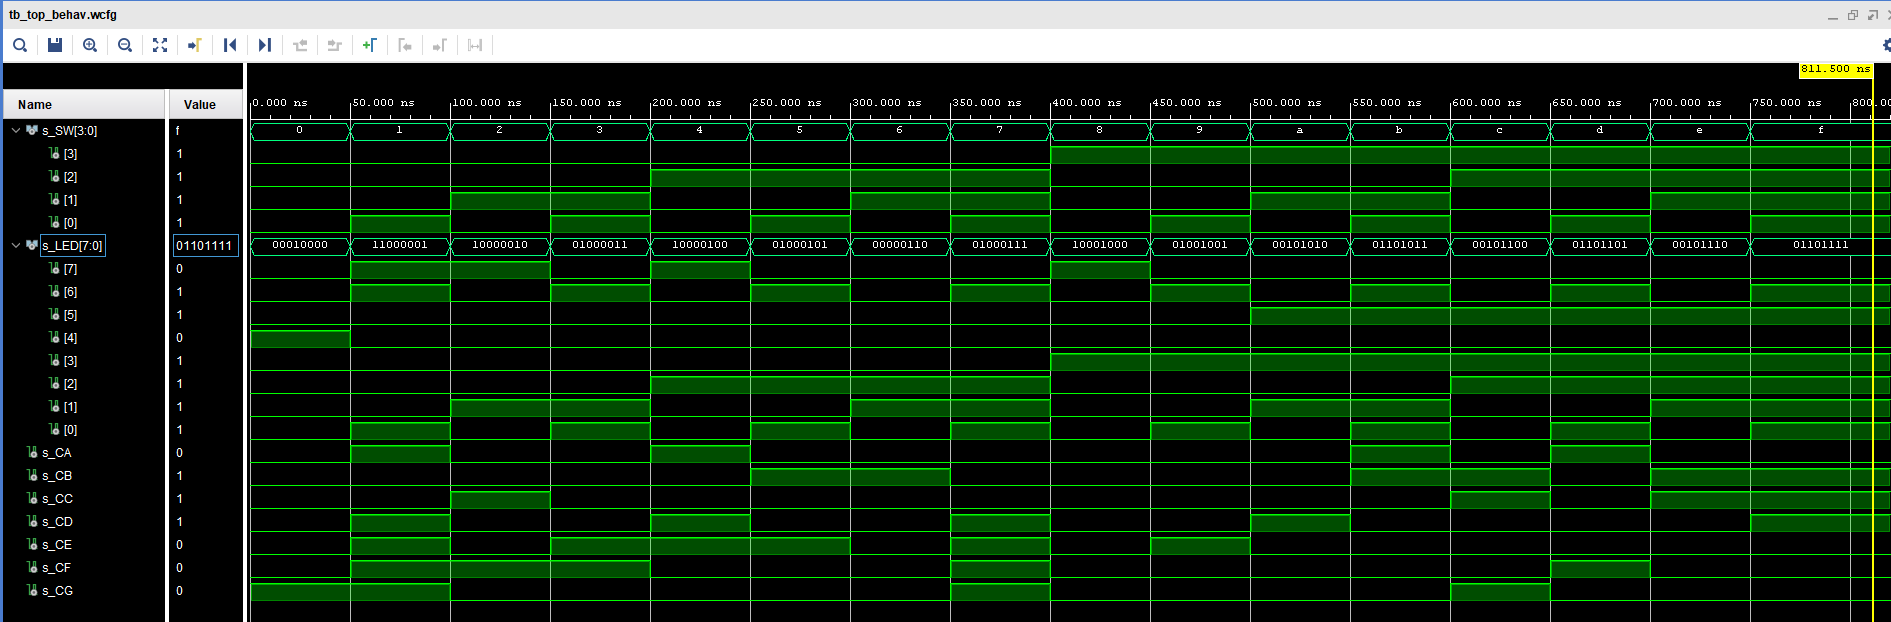 tb_top_behav.wcfg
811.500 ns
Name Value
0.000 ns 50.000 ns 100.000 ns 150.000 ns 200.000 ns 250.000 ns 300.000 ns 350.000 ns 400.000 ns 450.000 ns 500.000 ns 550.000 ns 600.000 ns 650.000 ns 700.000 ns 750.000 ns 800.0
s_SW[3:0] f 0 1 2 3 4 5 6 7 8 9 a b c d e f
[3] 1
[2] 1
[1] 1
[0] 1
s_LED[7:0] 01101111 00010000 11000001 10000010 01000011 10000100 01000101 00000110 01000111 10001000 01001001 00101010 01101011 00101100 01101101 00101110 01101111
[7] 0
[6] 1
[5] 1
[4] 0
[3] 1
[2] 1
[1] 1
[0] 1
s_CA 0
s_CB 1
s_CC 1
s_CD 1
s_CE 0
s_CF 0
s_CG 0